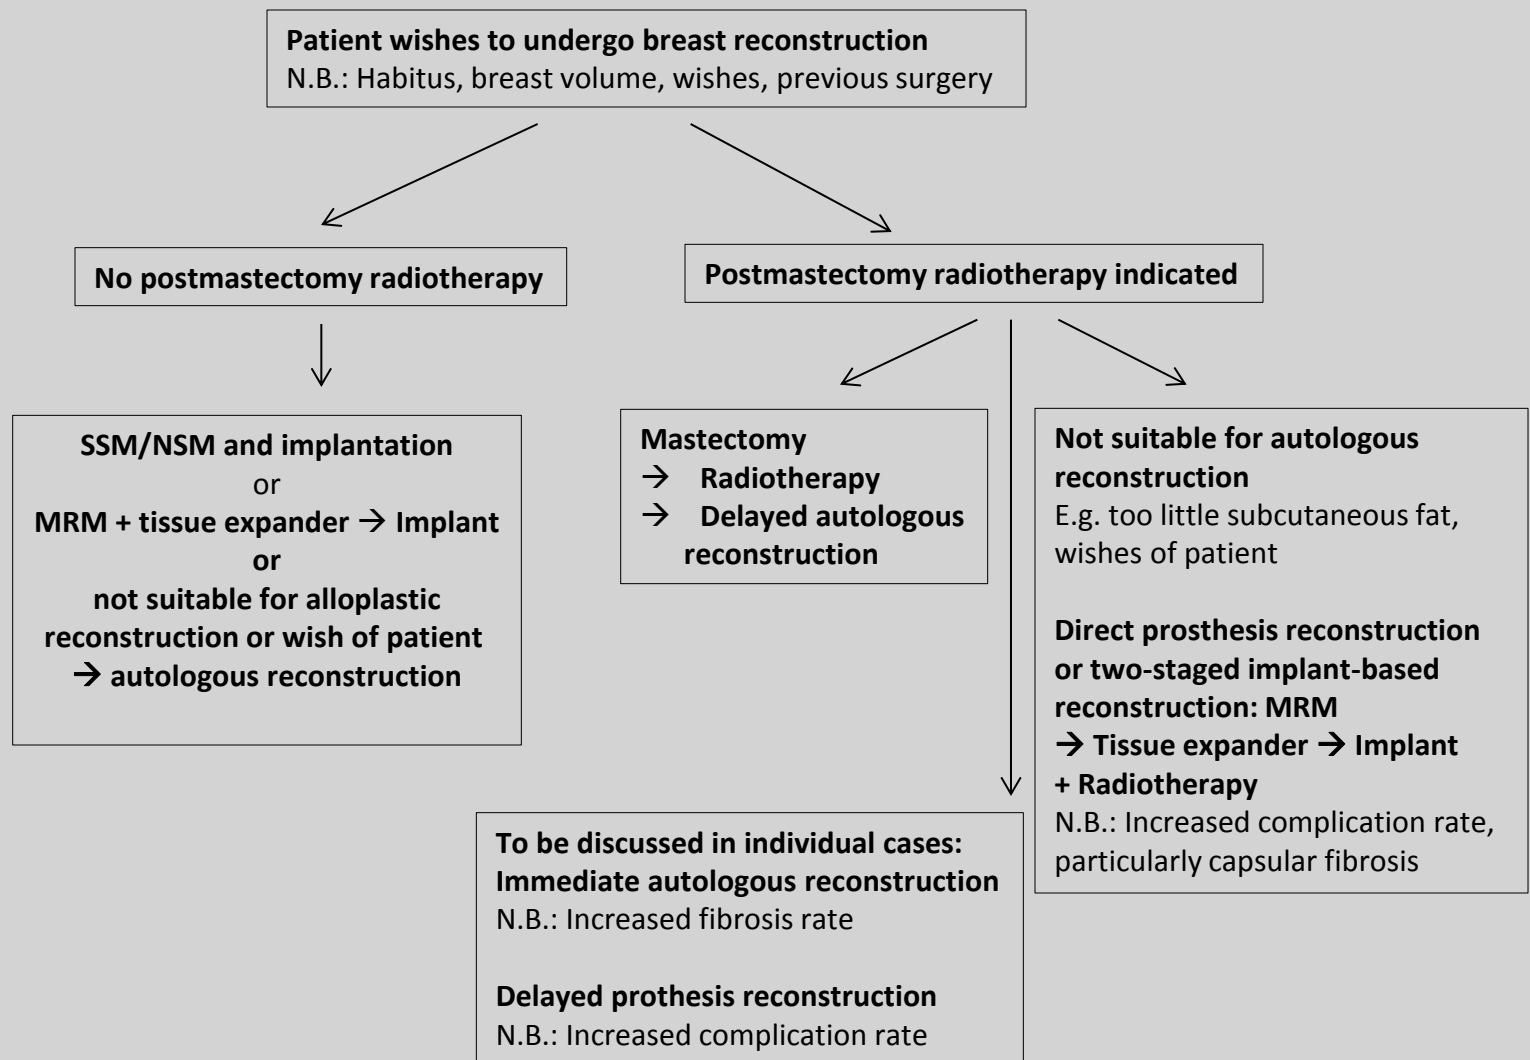 Patient wishes to undergo breast reconstruction
N.B.: Habitus, breast volume, wishes, previous surgery
No postmastectomy radiotherapy
Postmastectomy radiotherapy indicated
SSM/NSM and implantation
or
MRM + tissue expander → Implant
or
not suitable for alloplastic
reconstruction or wish of patient
→ autologous reconstruction
Mastectomy
→ Radiotherapy
→ Delayed autologous
reconstruction
Not suitable for autologous
reconstruction
E.g. too little subcutaneous fat,
wishes of patient
Direct prosthesis reconstruction
or two-staged implant-based
reconstruction: MRM
→ Tissue expander → Implant
+ Radiotherapy
N.B.: Increased complication rate,
particularly capsular fibrosis
To be discussed in individual cases:
Immediate autologous reconstruction
N.B.: Increased fibrosis rate
Delayed prothesis reconstruction
N.B.: Increased complication rate